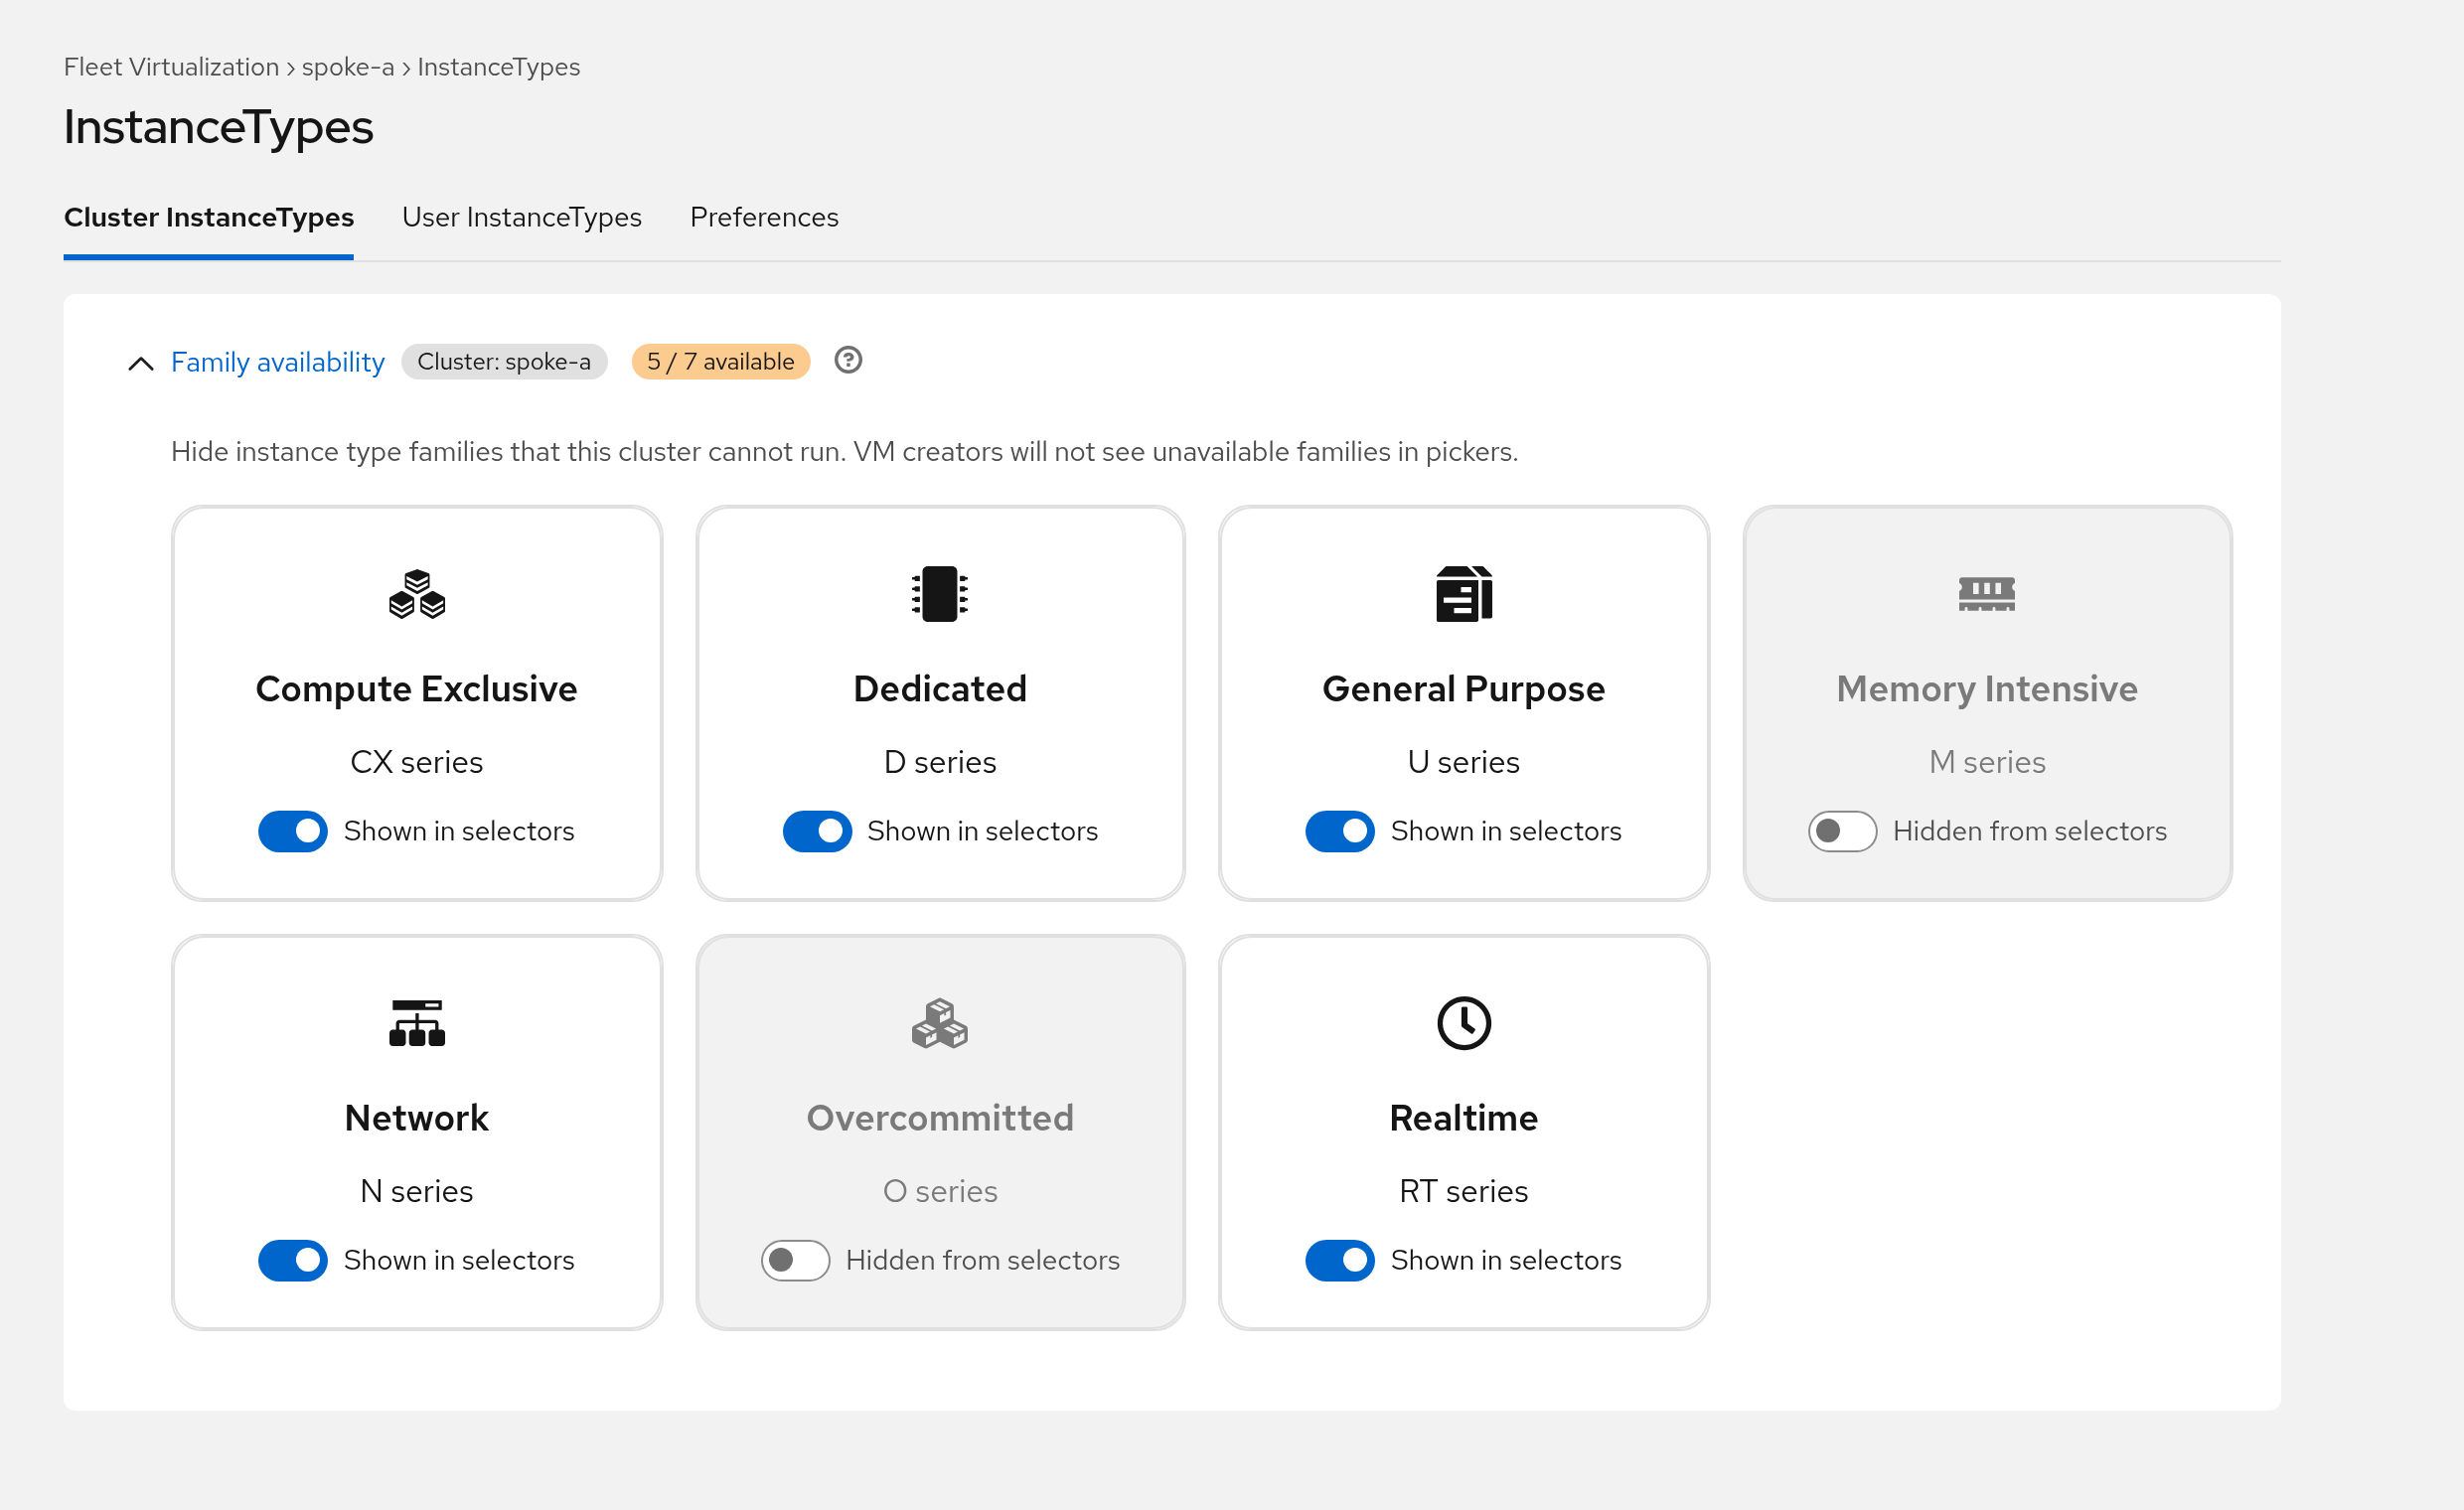 Fleet Virtualization › spoke-a › InstanceTypes
InstanceTypes
Cluster InstanceTypes User InstanceTypes Preferences
Family availability Cluster: spoke-a 5 / 7 available
Hide instance type families that this cluster cannot run. VM creators will not see unavailable families in pickers.
Compute Exclusive
CX series
Shown in selectors
Dedicated
D series
Shown in selectors
General Purpose
U series
Shown in selectors
Memory Intensive
M series
Hidden from selectors
Network
N series
Shown in selectors
Overcommitted
O series
Hidden from selectors
Realtime
RT series
Shown in selectors